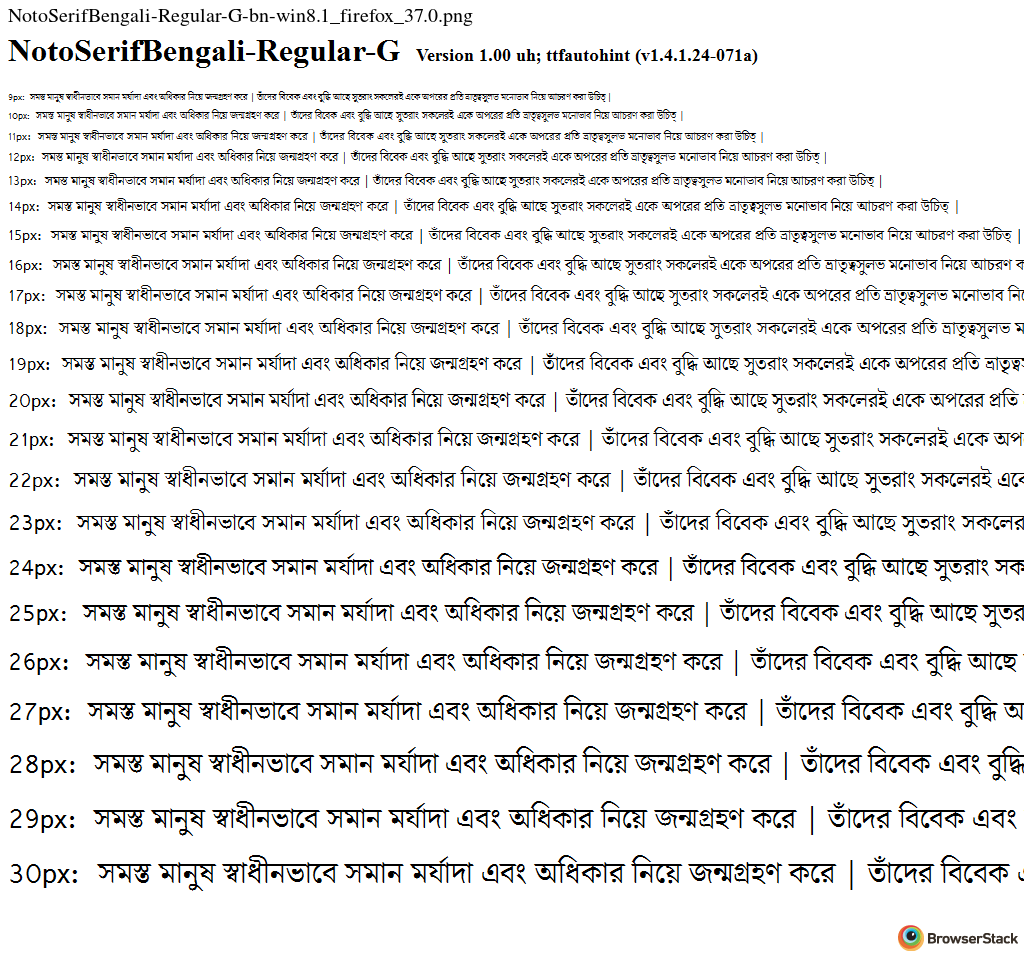 NotoSerifBengali-Regular-G-bn-win8.1_firefox_37.0.png
NotoSerifBengali-Regular-G Version 1.00 uh; ttfautohint (v1.4.1.24-071a)
9px: সমস্ত মানুষ স্বাধীনভাবে সমান মর্যাদা এবং অধিকার নিয়ে জন্মগ্রহণ করে | তাঁদের বিবেক এবং বুদ্ধি আছে সুতরাং সকলেরই একে অপরের প্রতি ভ্রাতৃত্বসুলভ মনোভাব নিয়ে আচরণ করা উচিত্ |
10px: সমস্ত মানুষ স্বাধীনভাবে সমান মর্যাদা এবং অধিকার নিয়ে জন্মগ্রহণ করে | তাঁদের বিবেক এবং বুদ্ধি আছে সুতরাং সকলেরই একে অপরের প্রতি ভ্রাতৃত্বসুলভ মনোভাব নিয়ে আচরণ করা উচিত্ |
11px: সমস্ত মানুষ স্বাধীনভাবে সমান মর্যাদা এবং অধিকার নিয়ে জন্মগ্রহণ করে | তাঁদের বিবেক এবং বুদ্ধি আছে সুতরাং সকলেরই একে অপরের প্রতি ভ্রাতৃত্বসুলভ মনোভাব নিয়ে আচরণ করা উচিত্ |
12px: সমস্ত মানুষ স্বাধীনভাবে সমান মর্যাদা এবং অধিকার নিয়ে জন্মগ্রহণ করে | তাঁদের বিবেক এবং বুদ্ধি আছে সুতরাং সকলেরই একে অপরের প্রতি ভ্রাতৃত্বসুলভ মনোভাব নিয়ে আচরণ করা উচিত্ |
13px: সমস্ত মানুষ স্বাধীনভাবে সমান মর্যাদা এবং অধিকার নিয়ে জন্মগ্রহণ করে | তাঁদের বিবেক এবং বুদ্ধি আছে সুতরাং সকলেরই একে অপরের প্রতি ভ্রাতৃত্বসুলভ মনোভাব নিয়ে আচরণ করা উচিত্ |
14px: সমস্ত মানুষ স্বাধীনভাবে সমান মর্যাদা এবং অধিকার নিয়ে জন্মগ্রহণ করে | তাঁদের বিবেক এবং বুদ্ধি আছে সুতরাং সকলেরই একে অপরের প্রতি ভ্রাতৃত্বসুলভ মনোভাব নিয়ে আচরণ করা উচিত্ |
15px: সমস্ত মানুষ স্বাধীনভাবে সমান মর্যাদা এবং অধিকার নিয়ে জন্মগ্রহণ করে | তাঁদের বিবেক এবং বুদ্ধি আছে সুতরাং সকলেরই একে অপরের প্রতি ভ্রাতৃত্বসুলভ মনোভাব নিয়ে আচরণ করা উচিত্ |
16px: সমস্ত মানুষ স্বাধীনভাবে সমান মর্যাদা এবং অধিকার নিয়ে জন্মগ্রহণ করে | তাঁদের বিবেক এবং বুদ্ধি আছে সুতরাং সকলেরই একে অপরের প্রতি ভ্রাতৃত্বসুলভ মনোভাব নিয়ে আচরণ ক
17px: সমস্ত মানুষ স্বাধীনভাবে সমান মর্যাদা এবং অধিকার নিয়ে জন্মগ্রহণ করে | তাঁদের বিবেক এবং বুদ্ধি আছে সুতরাং সকলেরই একে অপরের প্রতি ভ্রাতৃত্বসুলভ মনোভাব নি
18px: সমস্ত মানুষ স্বাধীনভাবে সমান মর্যাদা এবং অধিকার নিয়ে জন্মগ্রহণ করে | তাঁদের বিবেক এবং বুদ্ধি আছে সুতরাং সকলেরই একে অপরের প্রতি ভ্রাতৃত্বসুলভ ম
19px: সমস্ত মানুষ স্বাধীনভাবে সমান মর্যাদা এবং অধিকার নিয়ে জন্মগ্রহণ করে | তাঁদের বিবেক এবং বুদ্ধি আছে সুতরাং সকলেরই একে অপরের প্রতি ভ্রাতৃত্বস
20px: সমস্ত মানুষ স্বাধীনভাবে সমান মর্যাদা এবং অধিকার নিয়ে জন্মগ্রহণ করে | তাঁদের বিবেক এবং বুদ্ধি আছে সুতরাং সকলেরই একে অপরের প্রতি
21px: সমস্ত মানুষ স্বাধীনভাবে সমান মর্যাদা এবং অধিকার নিয়ে জন্মগ্রহণ করে | তাঁদের বিবেক এবং বুদ্ধি আছে সুতরাং সকলেরই একে অপ
22px: সমস্ত মানুষ স্বাধীনভাবে সমান মর্যাদা এবং অধিকার নিয়ে জন্মগ্রহণ করে | তাঁদের বিবেক এবং বুদ্ধি আছে সুতরাং সকলেরই একে
23px: সমস্ত মানুষ স্বাধীনভাবে সমান মর্যাদা এবং অধিকার নিয়ে জন্মগ্রহণ করে | তাঁদের বিবেক এবং বুদ্ধি আছে সুতরাং সকলের
24px: সমস্ত মানুষ স্বাধীনভাবে সমান মর্যাদা এবং অধিকার নিয়ে জন্মগ্রহণ করে | তাঁদের বিবেক এবং বুদ্ধি আছে সুতরাং সক
25px: সমস্ত মানুষ স্বাধীনভাবে সমান মর্যাদা এবং অধিকার নিয়ে জন্মগ্রহণ করে | তাঁদের বিবেক এবং বুদ্ধি আছে সুতর
26px: সমস্ত মানুষ স্বাধীনভাবে সমান মর্যাদা এবং অধিকার নিয়ে জন্মগ্রহণ করে | তাঁদের বিবেক এবং বুদ্ধি আছে
27px: সমস্ত মানুষ স্বাধীনভাবে সমান মর্যাদা এবং অধিকার নিয়ে জন্মগ্রহণ করে | তাঁদের বিবেক এবং বুদ্ধি আ
28px: সমস্ত মানুষ স্বাধীনভাবে সমান মর্যাদা এবং অধিকার নিয়ে জন্মগ্রহণ করে | তাঁদের বিবেক এবং বুদ্ধি
29px: সমস্ত মানুষ স্বাধীনভাবে সমান মর্যাদা এবং অধিকার নিয়ে জন্মগ্রহণ করে | তাঁদের বিবেক এবং
30px: সমস্ত মানুষ স্বাধীনভাবে সমান মর্যাদা এবং অধিকার নিয়ে জন্মগ্রহণ করে | তাঁদের বিবেক
BrowserStack